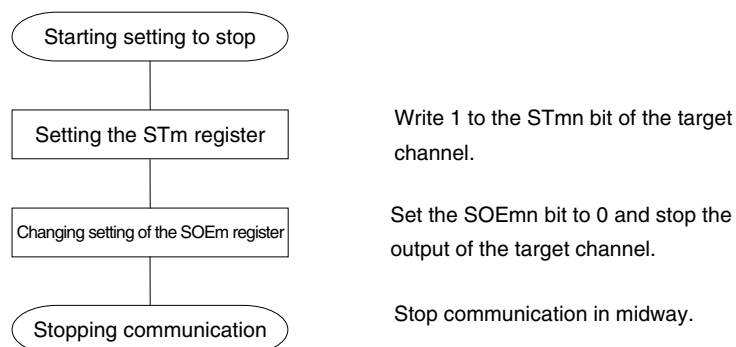 Starting setting to stop
Setting the STm register
Write 1 to the STmn bit of the target
channel.
Changing setting of the SOEm register
Set the SOEmn bit to 0 and stop the
output of the target channel.
Stopping communication
Stop communication in midway.